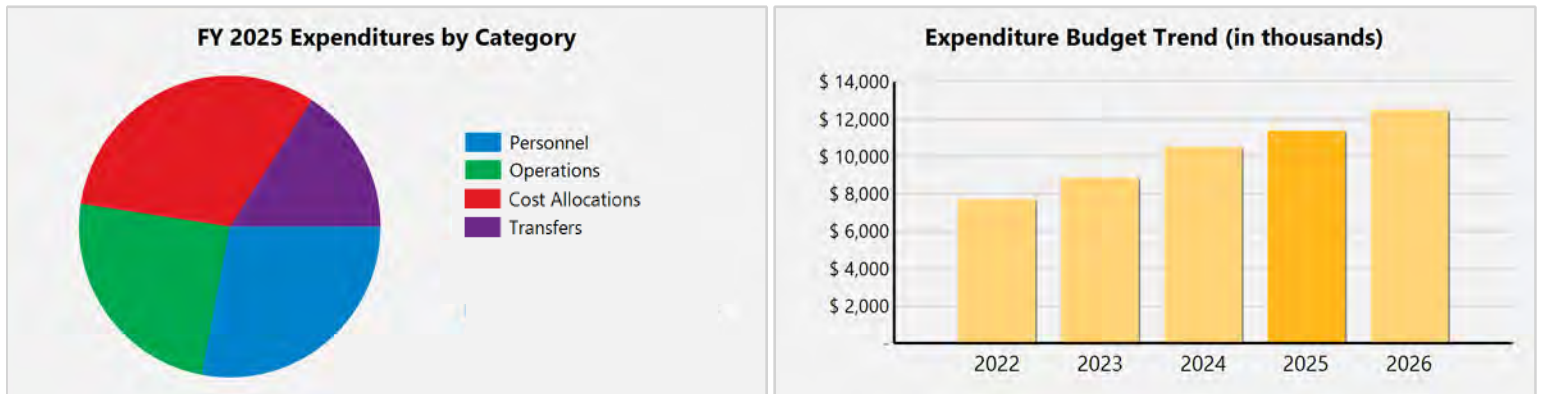 FY 2025 Expenditures by Category
Personnel
Operations
Cost Allocations
Transfers
Expenditure Budget Trend (in thousands)
$ 14,000
$ 12,000
$ 10,000
$ 8,000
$ 6,000
$ 4,000
$ 2,000
-
2022 2023 2024 2025 2026